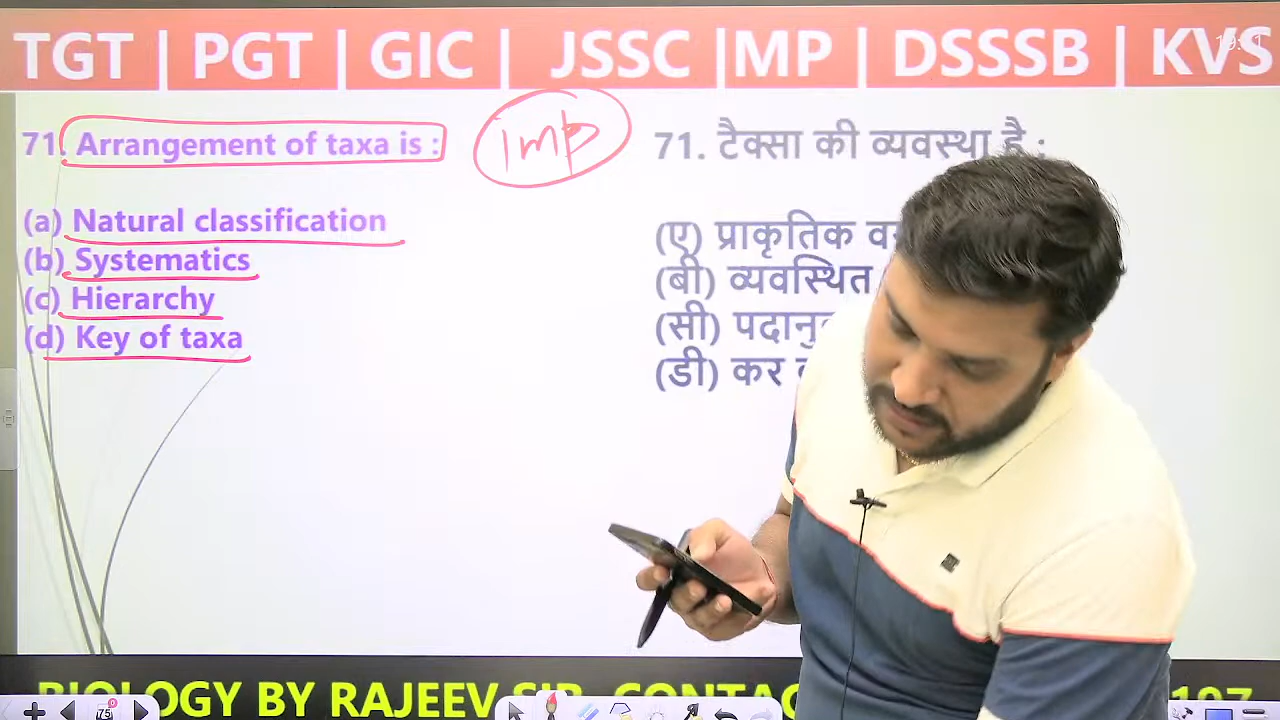 TGT | PGT | GIC | JSSC |MP | DSSSB | KVS
71. Arrangement of taxa is :
Imp
(a) Natural classification
(b) Systematics
(c) Hierarchy
(d) Key of taxa
71. टैक्सा की व्यवस्था है :
(ए) प्राकृतिक
(बी) व्यवस्थित
(सी)
(डी) कर
BIOLOGY BY RAJEEV SIR